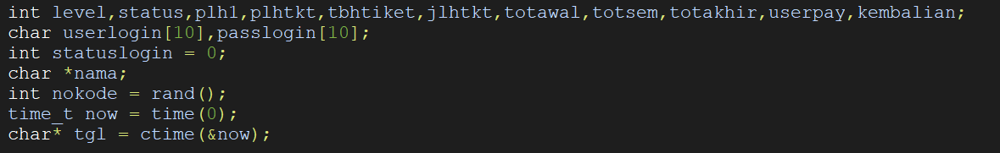 int level,status,plh1,plhtkt,tbhtiket,jlhtkt,totawal,totsem,totakhir,userpay,kembalian;
char userlogin[10],passlogin[10];
int statuslogin = 0;
char *nama;
int nokode = rand();
time_t now = time(0);
char* tgl = ctime(&now);